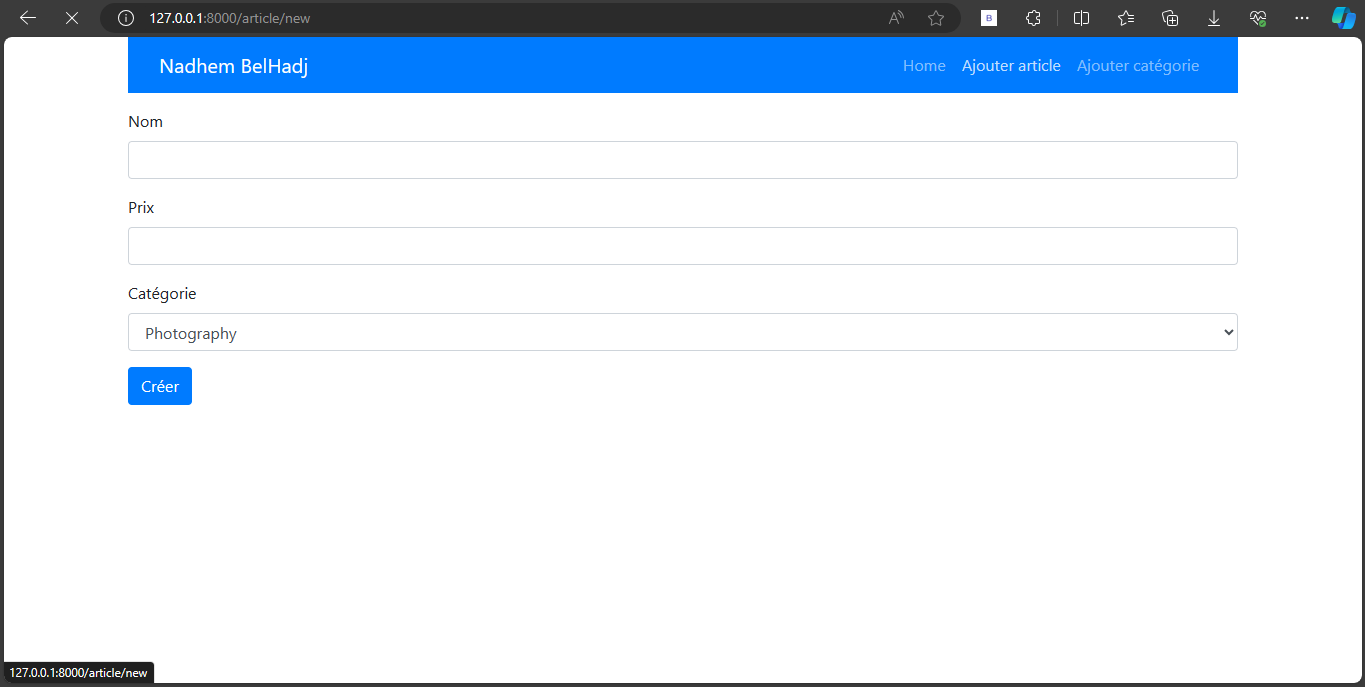 127.0.0.1:8000/article/new
B
Nadhem BelHadj
Home Ajouter article Ajouter catégorie
Nom
Prix
Catégorie
Photography
Créer
127.0.0.1:8000/article/new